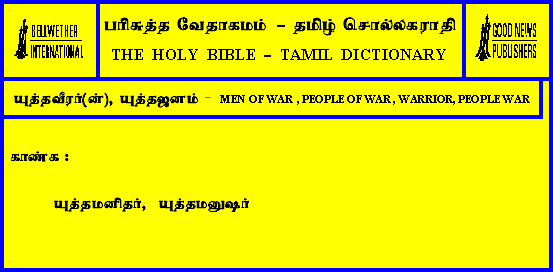 BELLWETHER
INTERNATIONAL
பரிசுத்த வேதாகமம் – தமிழ் சொல்லகராதி
THE HOLY BIBLE – TAMIL DICTIONARY
GOOD NEWS
PUBLISHERS
யுத்தவீரர்(ன்), யுத்தஜனம் – MEN OF WAR , PEOPLE OF WAR , WARRIOR, PEOPLE WAR
காண்க :
யுத்தமனிதர், யுத்தமனுஷர்